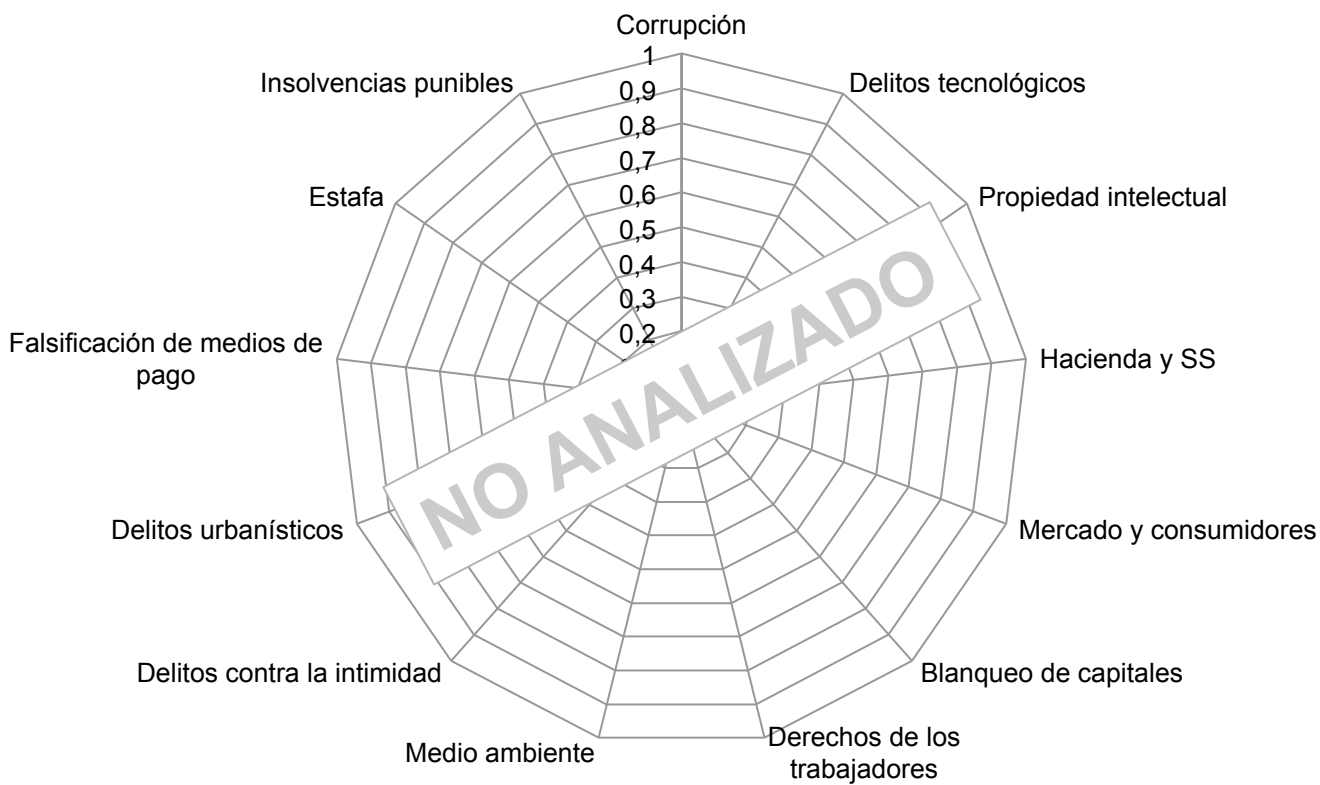 Corrupción
1
Insolvencias punibles
Delitos tecnológicos
0,9
0,8
0,7
Estafa
0,6
Propiedad intelectual
0,5
0,4
0,3
0,2
Falsificación de medios de
pago
Hacienda y SS
NO ANALIZADO
Delitos urbanísticos
Mercado y consumidores
Delitos contra la intimidad
Blanqueo de capitales
Medio ambiente
Derechos de los
trabajadores